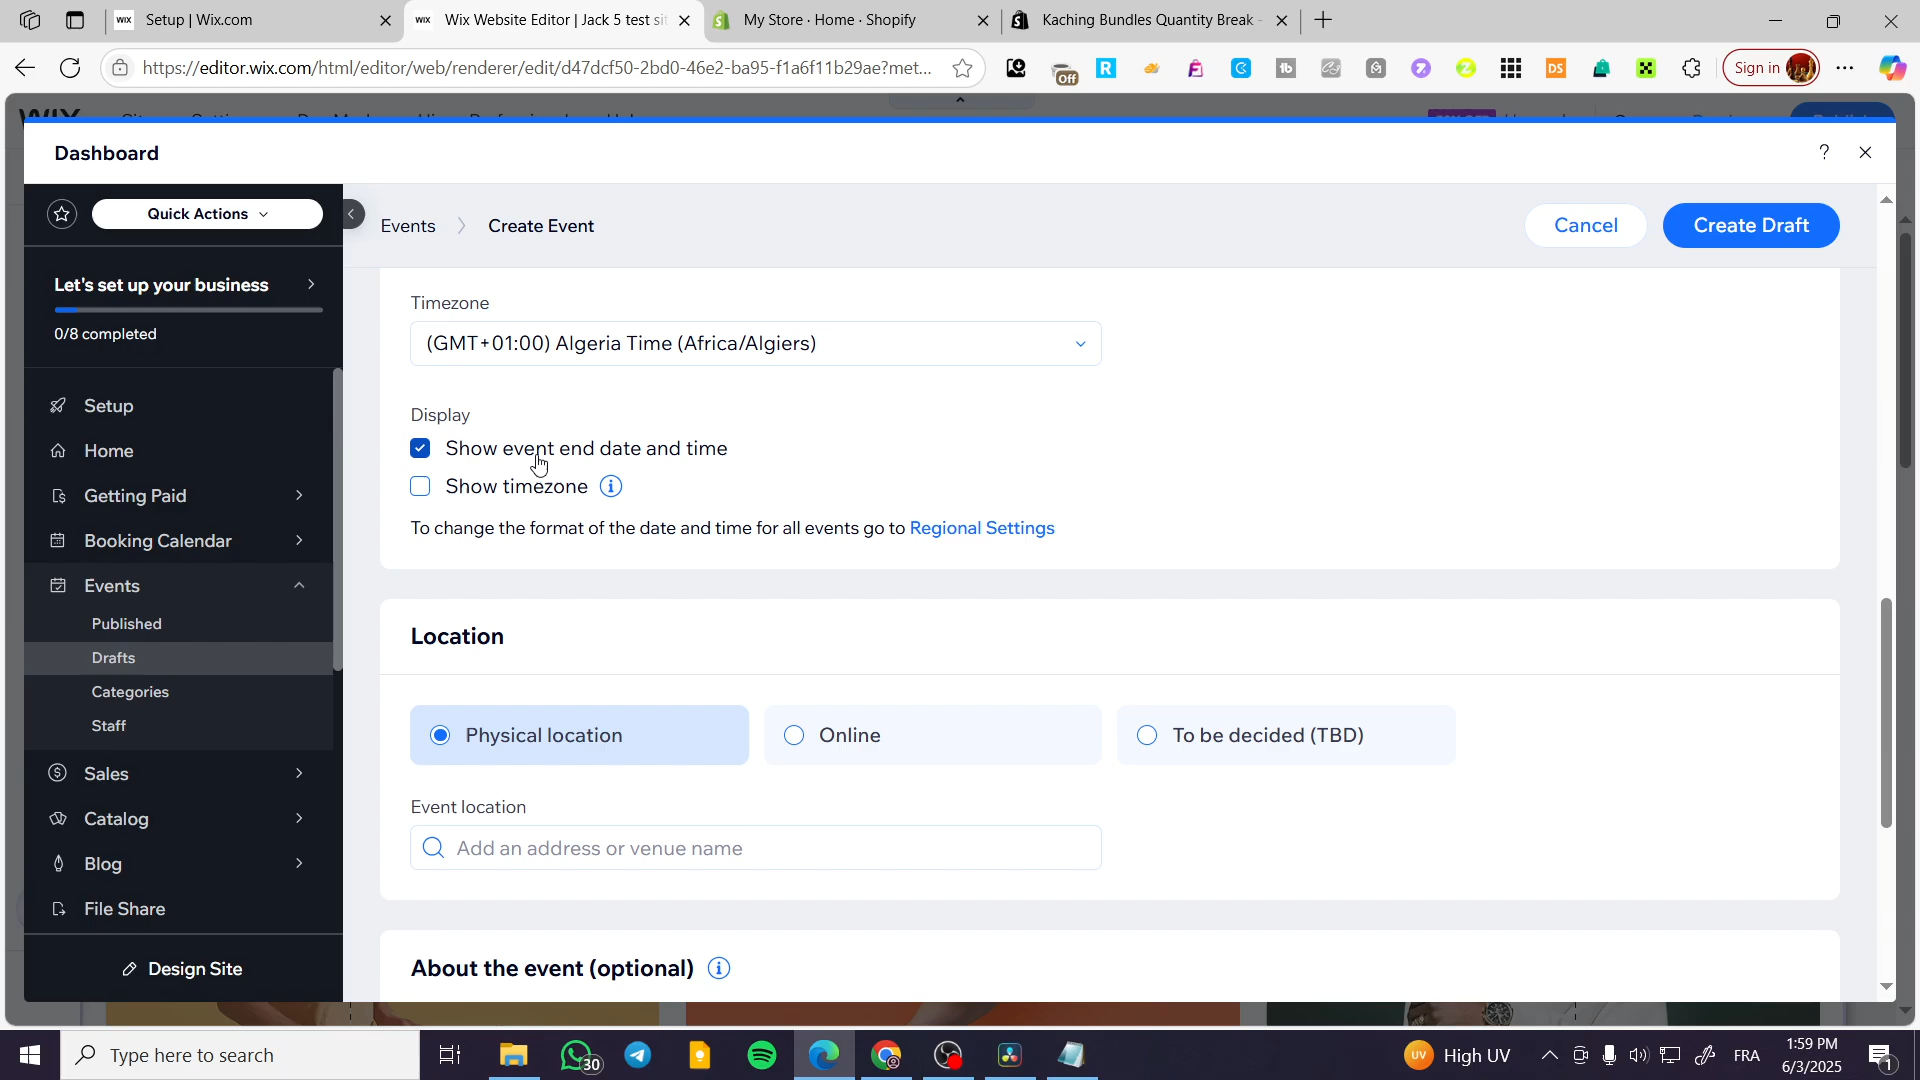 Setup | Wix.com
WIX
Wix Website Editor | Jack 5 test sit
WIX
My Store · Home · Shopify
Kaching Bundles Quantity Break -
https://editor.wix.com/html/editor/web/renderer/edit/d47dcf50-2bd0-46e2-ba95-f1a6f11b29ae?met...
Off
Sign in
Dashboard
?
Quick Actions
Events
Create Event
Cancel
Create Draft
Let's set up your business
0/8 completed
Setup
Home
Getting Paid
Booking Calendar
Events
Published
Drafts
Categories
Staff
Sales
Catalog
Blog
File Share
Design Site
Timezone
(GMT+01:00) Algeria Time (Africa/Algiers)
Display
Show event end date and time
Show timezone
To change the format of the date and time for all events go to Regional Settings
Location
Physical location
Online
To be decided (TBD)
Event location
Add an address or venue name
About the event (optional)
Type here to search
30
UV
High UV
FRA
1:59 PM
6/3/2025
1